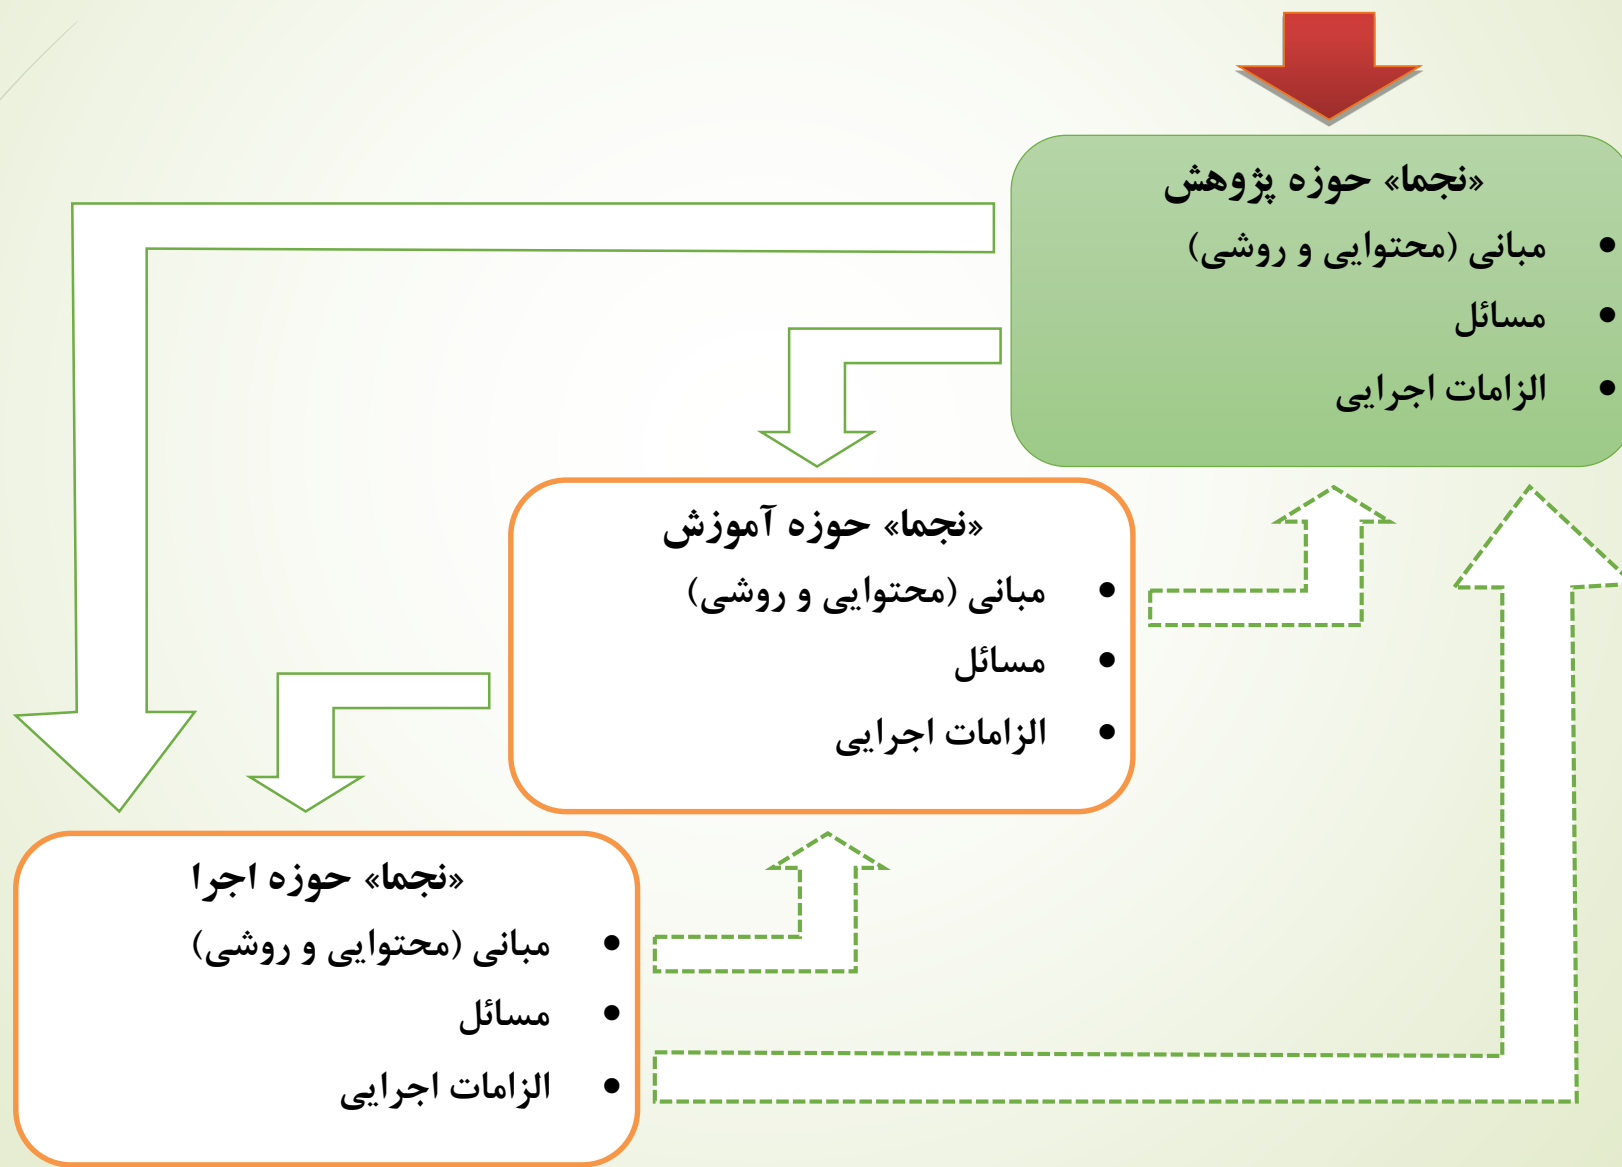 «نجما» حوزه پژوهش
• مبانی (محتوایی و روشی)
• مسائل
• الزامات اجرایی
«نجما» حوزه آموزش
• مبانی (محتوایی و روشی)
• مسائل
• الزامات اجرایی
«نجما» حوزه اجرا
• مبانی (محتوایی و روشی)
• مسائل
• الزامات اجرایی